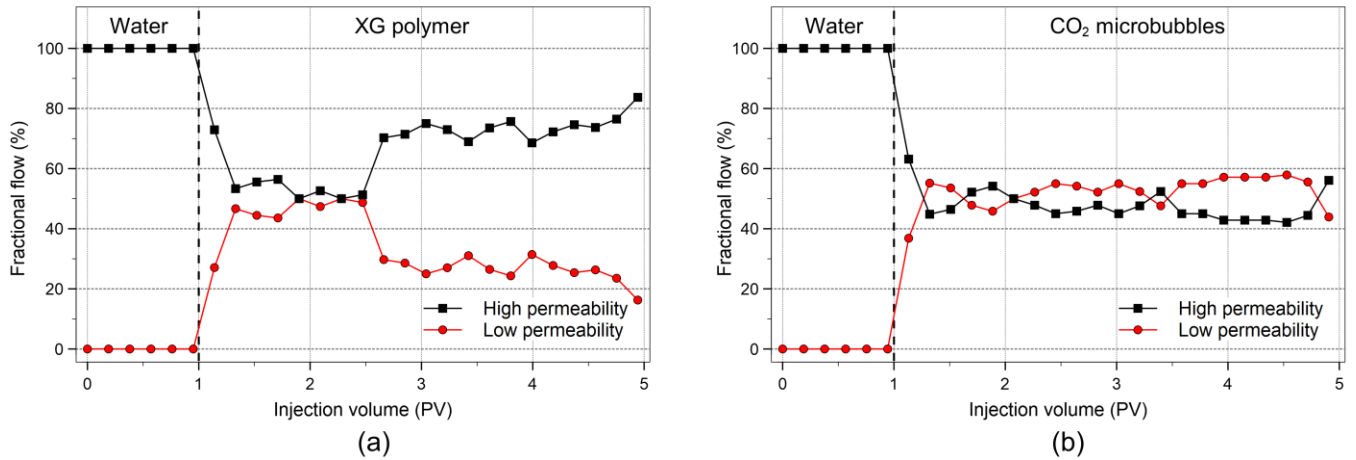 Water XG polymer
100
80
60
40
20
0
Fractional flow (%)
High permeability
Low permeability
0 1 2 3 4 5
Injection volume (PV)
(a)
Water CO₂ microbubbles
100
80
60
40
20
0
Fractional flow (%)
High permeability
Low permeability
0 1 2 3 4 5
Injection volume (PV)
(b)